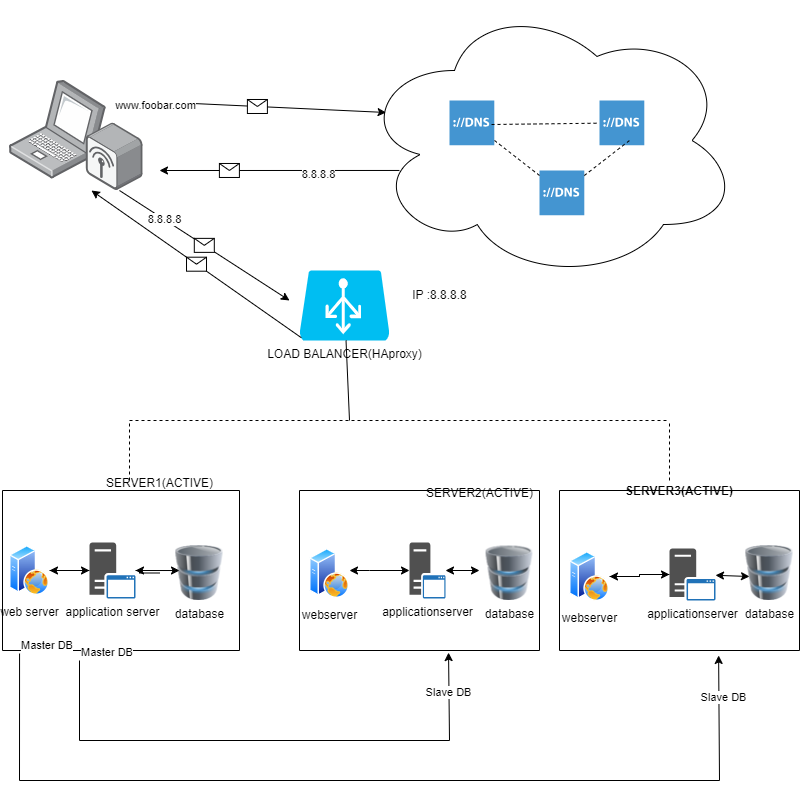 www.foobar.com
://DNS
://DNS
://DNS
8.8.8.8
8.8.8.8
IP :8.8.8.8
LOAD BALANCER(HAproxy)
SERVER1(ACTIVE)
SERVER2(ACTIVE)
SERVER3(ACTIVE)
web server
application server
database
webserver
applicationserver
database
webserver
applicationserver
database
Master DB
Master DB
Slave DB
Slave DB